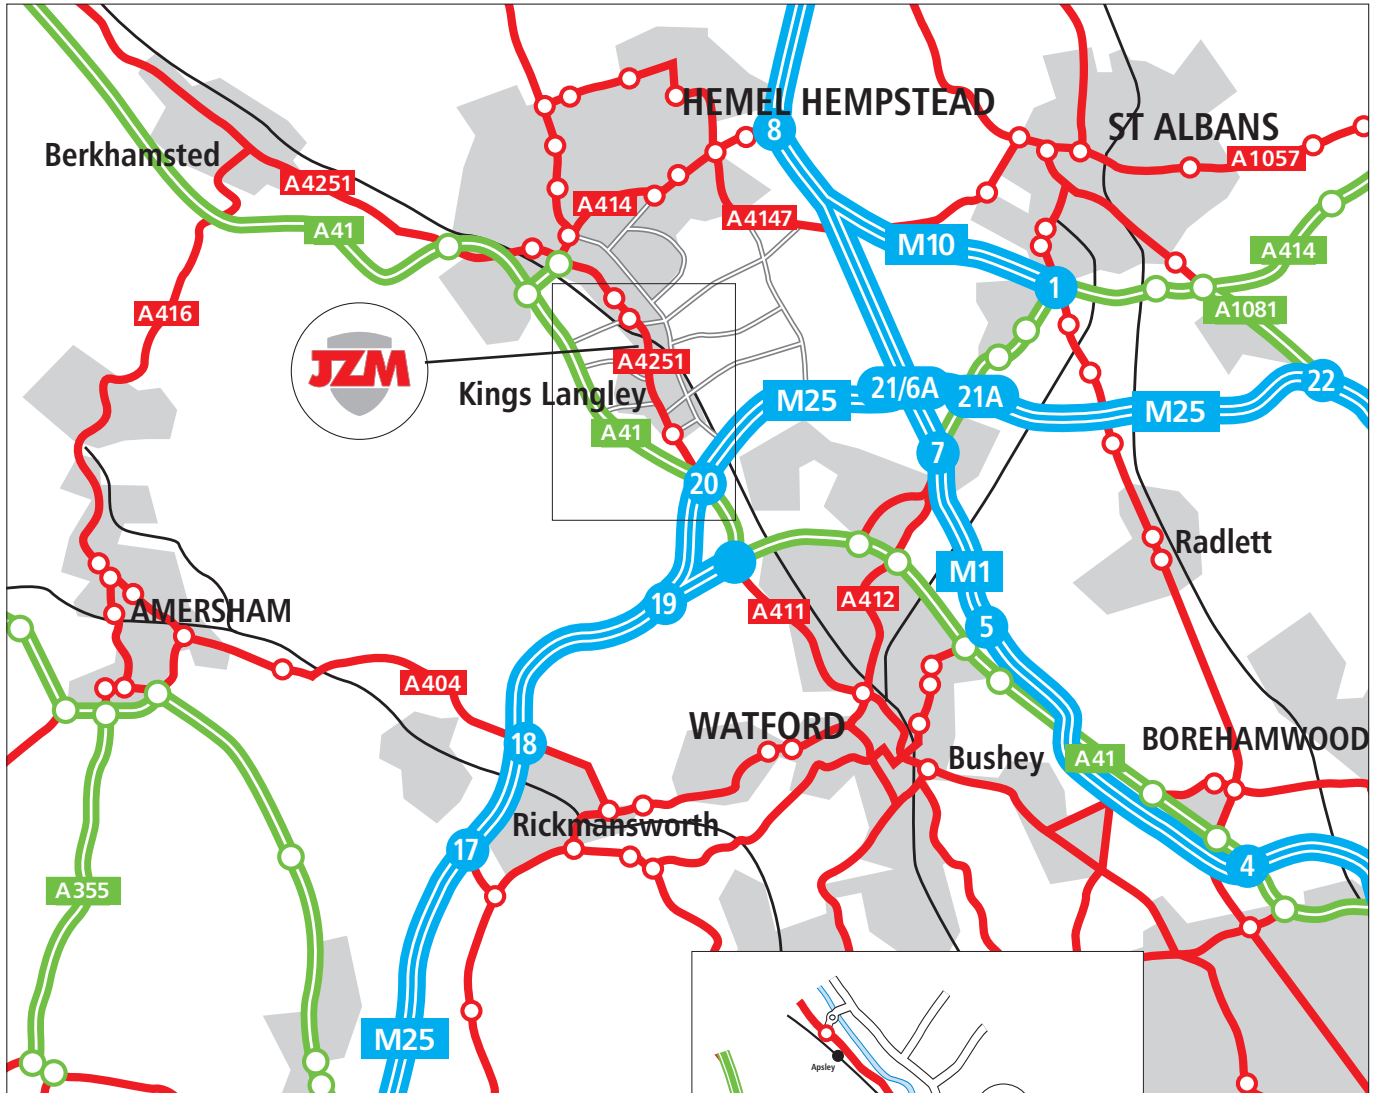 HEMEL HEMPSTEAD
8
ST ALBANS
Berkhamsted
A1057
A4251
A414
A4147
A41
M10
A414
1
A416
A1081
JZM
A4251
Kings Langley
21/6A
21A
22
M25
M25
A41
7
20
Radlett
M1
A412
19
A411
AMERSHAM
5
A404
WATFORD
18
BOREHAMWOOD
Bushey
A41
Rickmansworth
17
4
A355
M25
Apsley